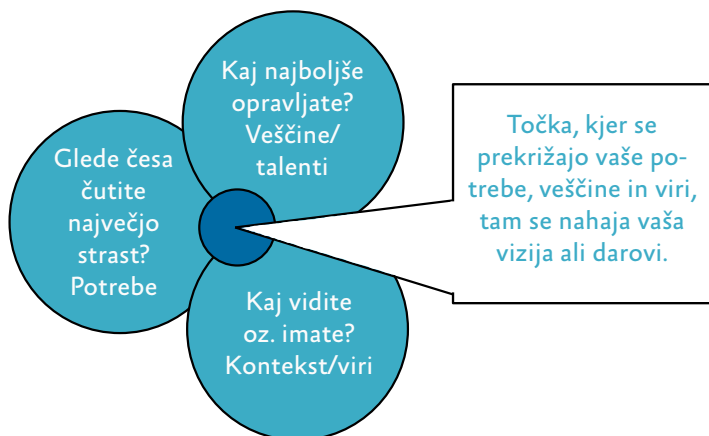 Kaj najboljše
opravljate?
Veščine/
talenti
Glede česa
čutite
največjo
strast?
Potrebe
Kaj vidite
oz. imate?
Kontekst/viri
Točka, kjer se
prekrižajo vaše po-
trebe, veščine in viri,
tam se nahaja vaša
vizija ali darovi.